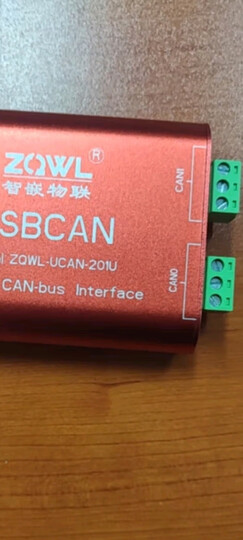 ZQWL®
智嵌物联
SBCAN
l ZQWL-UCAN-201U
CAN-bus Interface
CAN1
CAN0